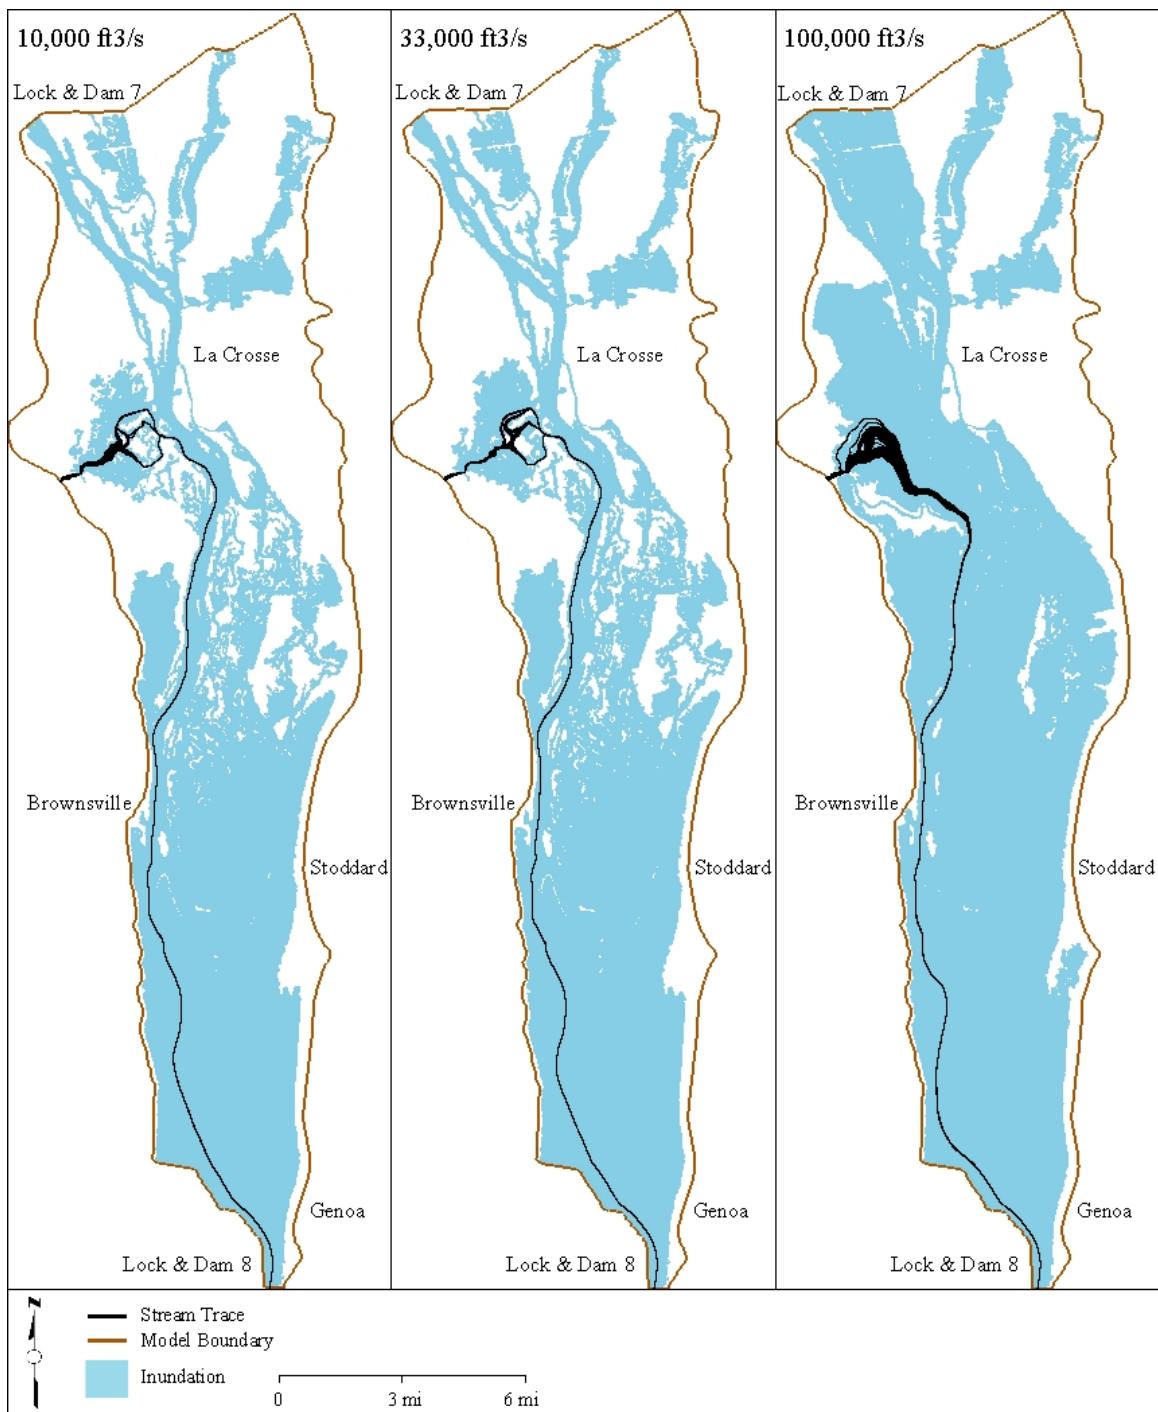 10,000 ft3/s
Lock & Dam 7
La Crosse
Brownsville
Stoddard
Genoa
Lock & Dam 8
33,000 ft3/s
Lock & Dam 7
La Crosse
Brownsville
Stoddard
Genoa
Lock & Dam 8
100,000 ft3/s
Lock & Dam 7
La Crosse
Brownsville
Stoddard
Genoa
Lock & Dam 8
N
Stream Trace
Model Boundary
Inundation
0 3 mi 6 mi